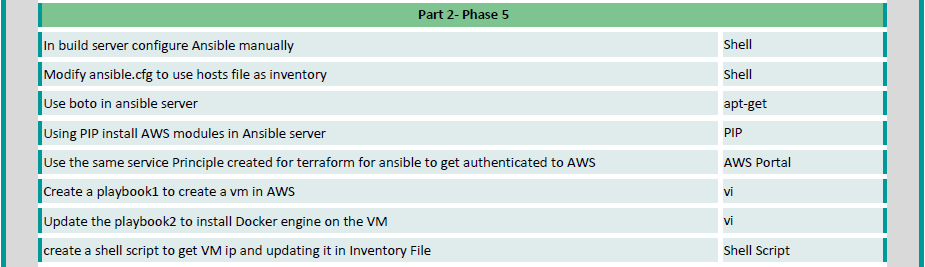 Part 2- Phase 5
In build server configure Ansible manually Shell
Modify ansible.cfg to use hosts file as inventory Shell
Use boto in ansible server apt-get
Using PIP install AWS modules in Ansible server PIP
Use the same service Principle created for terraform for ansible to get authenticated to AWS AWS Portal
Create a playbook1 to create a vm in AWS vi
Update the playbook2 to install Docker engine on the VM vi
create a shell script to get VM ip and updating it in Inventory File Shell Script